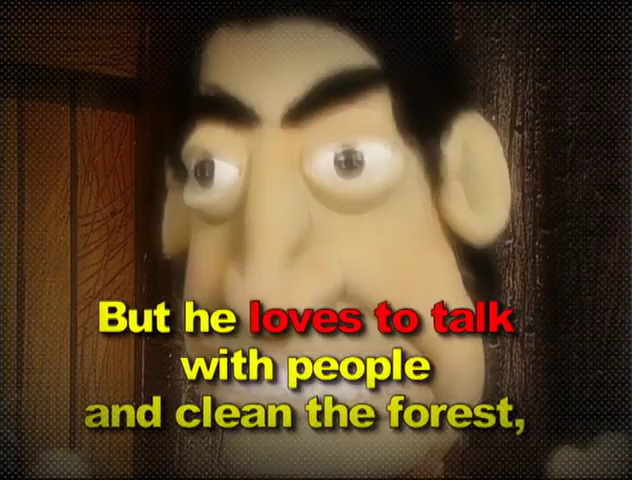 But he loves to talk
with people
and clean the forest,